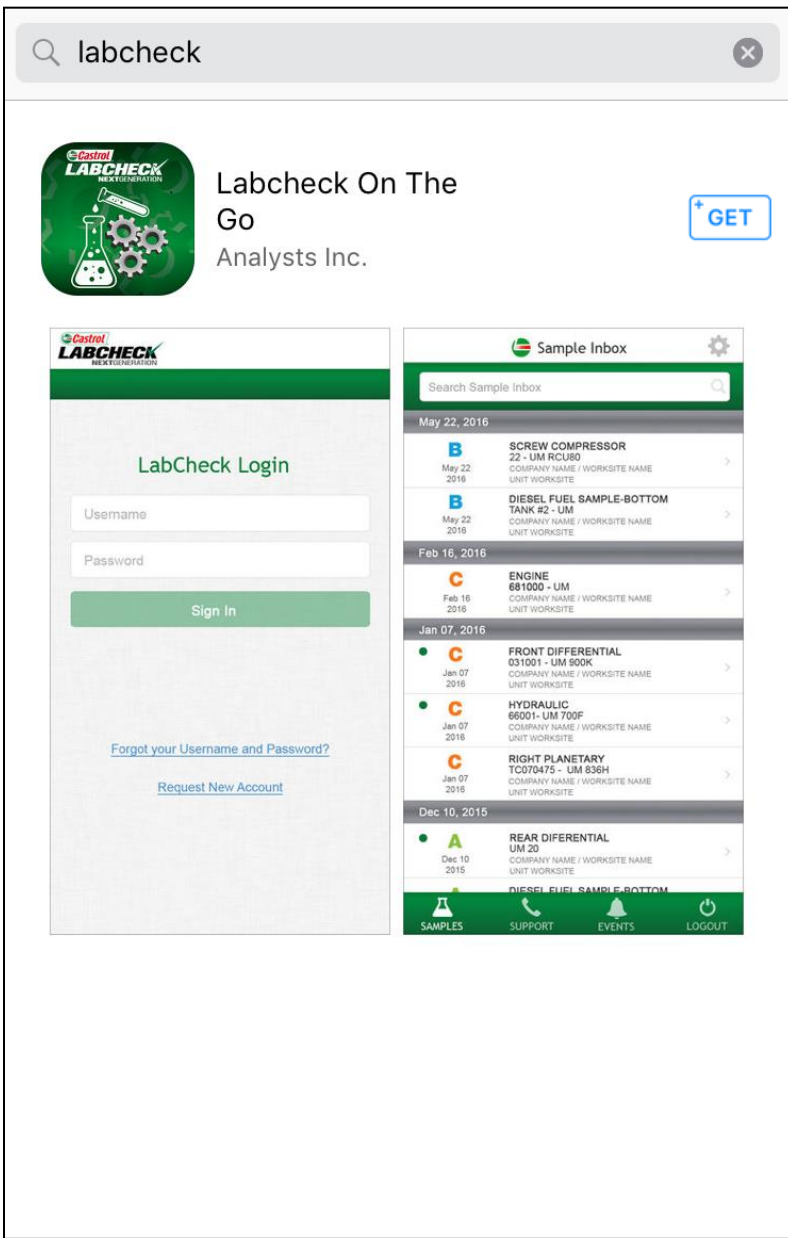 labcheck
Castrol
LABCHECK
NEXTGENERATION
Labcheck On The
Go
Analysts Inc.
+
GET
Castrol
LABCHECK
NEXTGENERATION
LabCheck Login
Username
Password
Sign In
Forgot your Username and Password?
Request New Account
Sample Inbox
Search Sample Inbox
May 22, 2016
B
May 22
2016
SCREW COMPRESSOR
22 - UM RCU80
COMPANY NAME / WORKSITE NAME
UNIT WORKSITE
B
May 22
2016
DIESEL FUEL SAMPLE-BOTTOM
TANK #2 - UM
COMPANY NAME / WORKSITE NAME
UNIT WORKSITE
Feb 16, 2016
C
Feb 16
2016
ENGINE
681000 - UM
COMPANY NAME / WORKSITE NAME
UNIT WORKSITE
Jan 07, 2016
C
Jan 07
2016
FRONT DIFFERENTIAL
031001 - UM 900K
COMPANY NAME / WORKSITE NAME
UNIT WORKSITE
C
Jan 07
2016
HYDRAULIC
66001- UM 700F
COMPANY NAME / WORKSITE NAME
UNIT WORKSITE
C
Jan 07
2016
RIGHT PLANETARY
TC070475 - UM 836H
COMPANY NAME / WORKSITE NAME
UNIT WORKSITE
Dec 10, 2015
A
Dec 10
2015
REAR DIFERENTIAL
UM 20
COMPANY NAME / WORKSITE NAME
UNIT WORKSITE
A
DIESEL FUEL SAMPLE-BOTTOM
SAMPLES
SUPPORT
EVENTS
LOGOUT